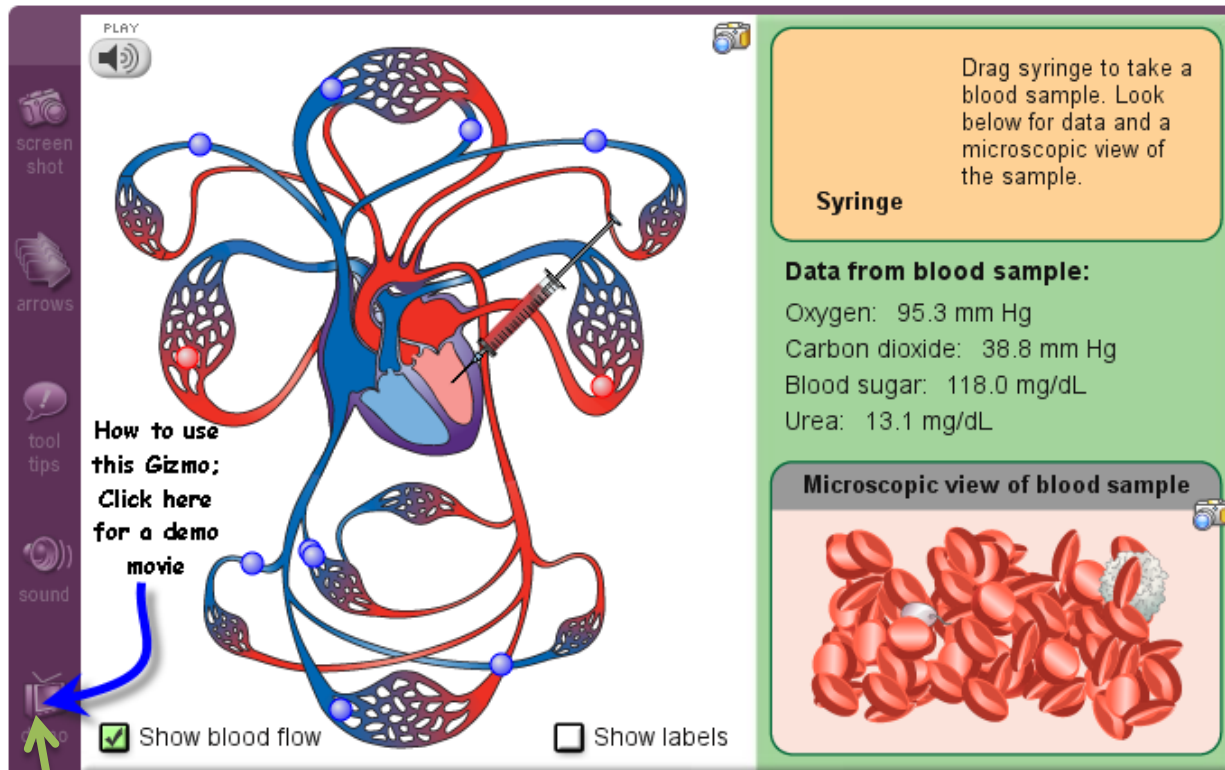 PLAY
screen
shot
arrows
tool
tips
sound
How to use
this Gizmo;
Click here
for a demo
movie
Show blood flow
Show labels
Drag syringe to take a
blood sample. Look
below for data and a
microscopic view of
the sample.
Syringe
Data from blood sample:
Oxygen: 95.3 mm Hg
Carbon dioxide: 38.8 mm Hg
Blood sugar: 118.0 mg/dL
Urea: 13.1 mg/dL
Microscopic view of blood sample